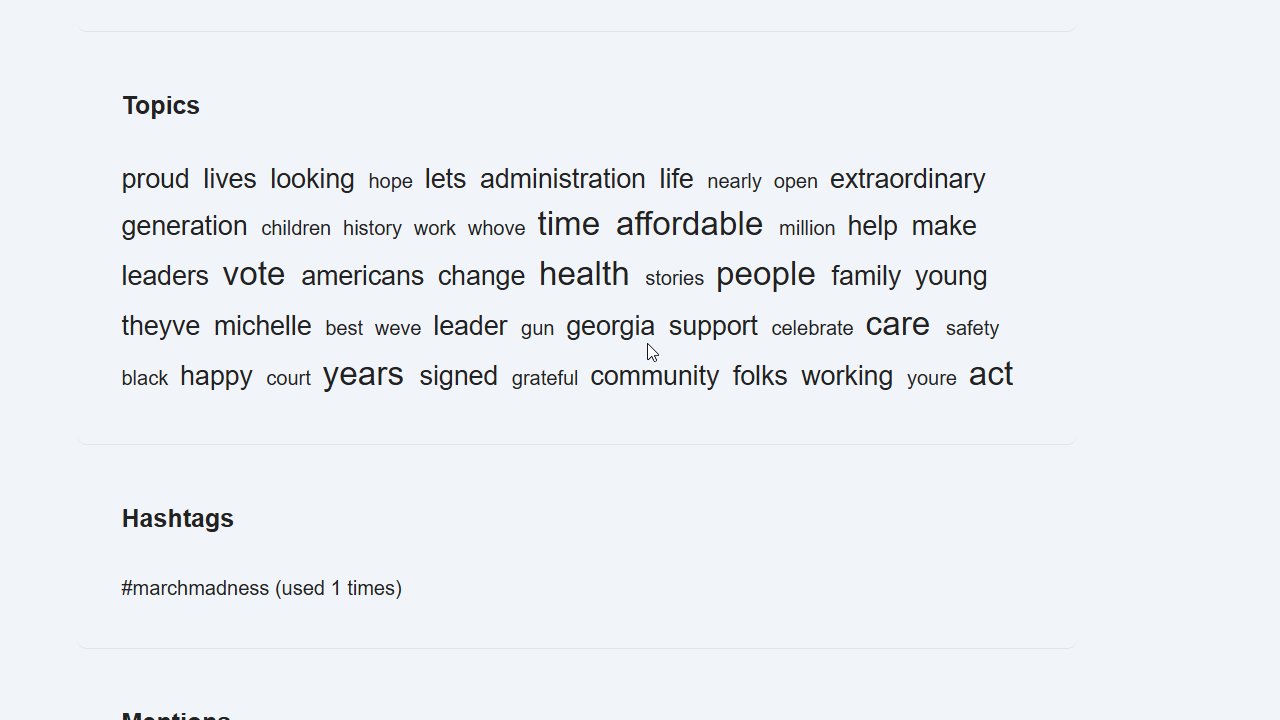 Topics
proud lives looking hope lets administration life nearly open extraordinary
generation children history work whove time affordable million help make
leaders vote americans change health stories people family young
theyve michelle best weve leader gun georgia support celebrate care safety
black happy court years signed grateful community folks working youre act
Hashtags
#marchmadness (used 1 times)
Mentions